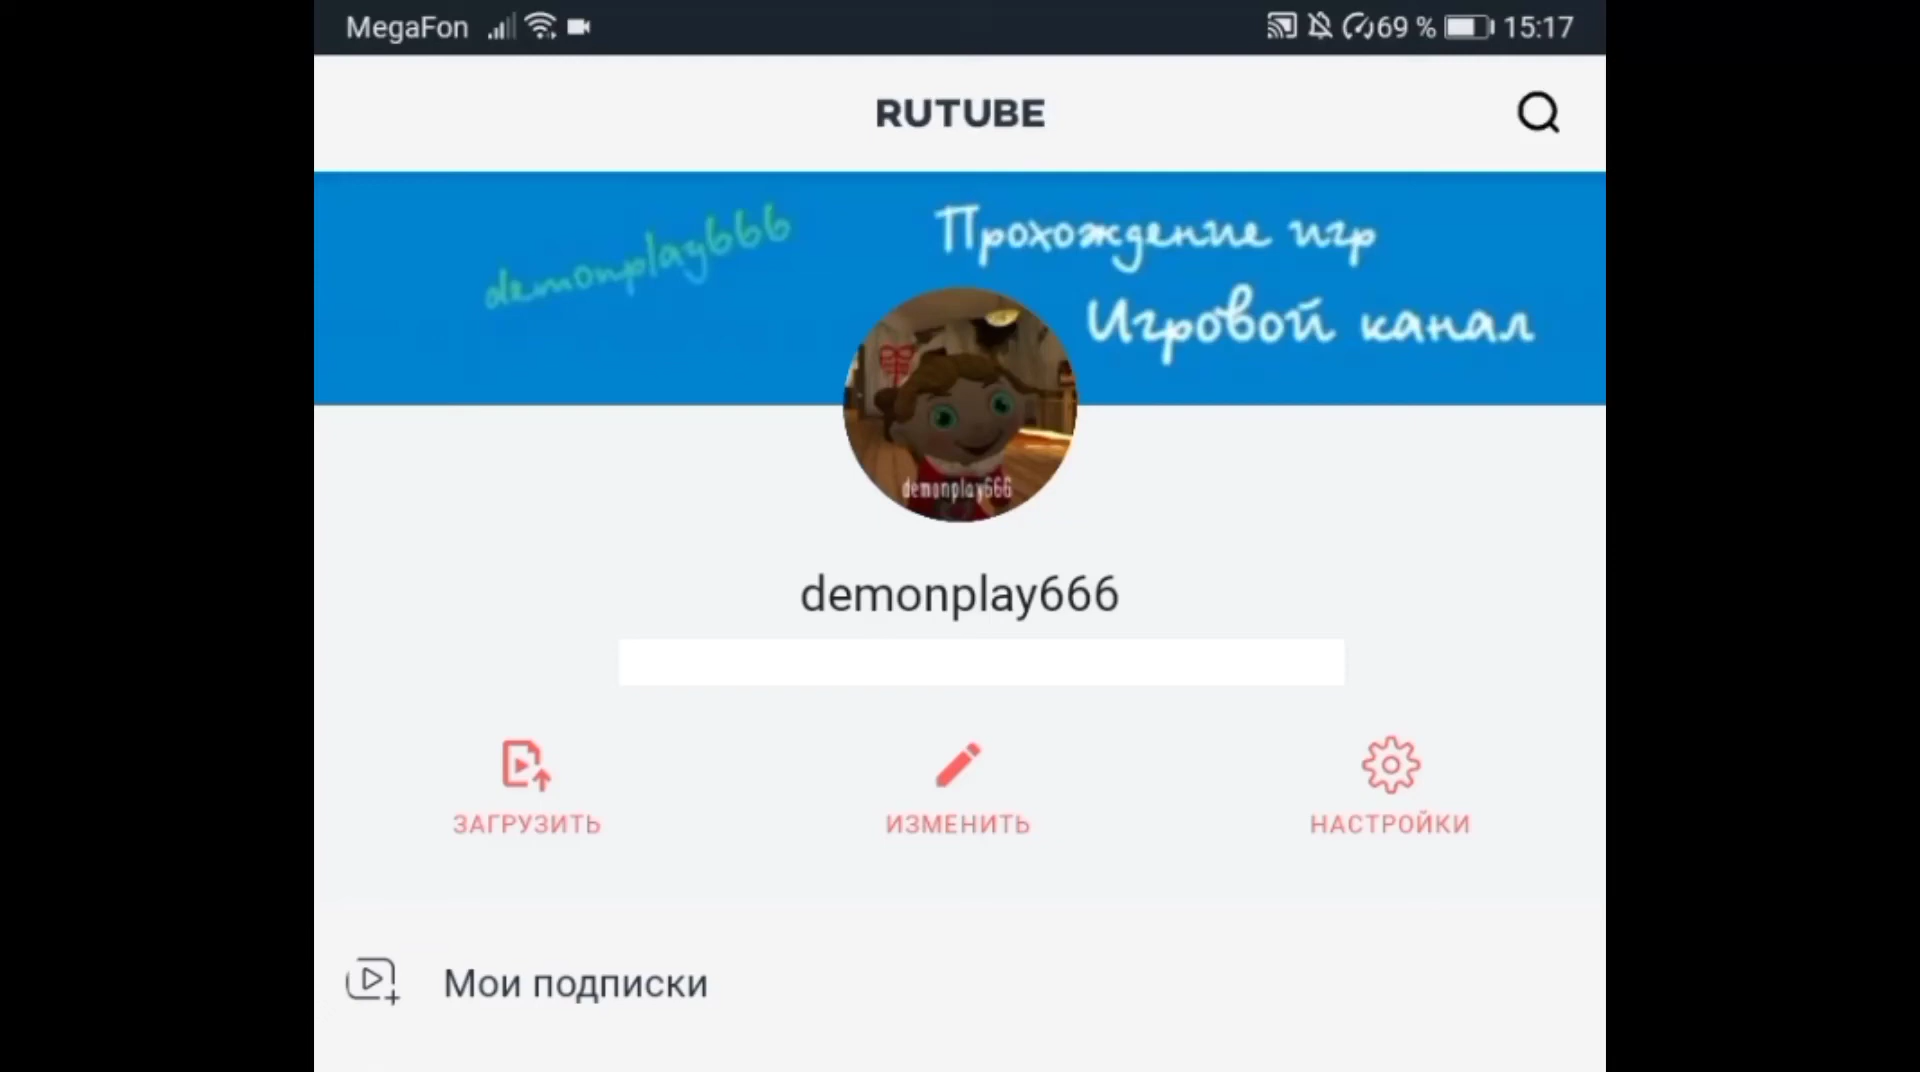 MegaFon 69 % 15:17
RUTUBE
demonplay666
Прохождение игр
Игровой канал
demonplay666
demonplay666
ЗАГРУЗИТЬ
ИЗМЕНИТЬ
НАСТРОЙКИ
Мои подписки